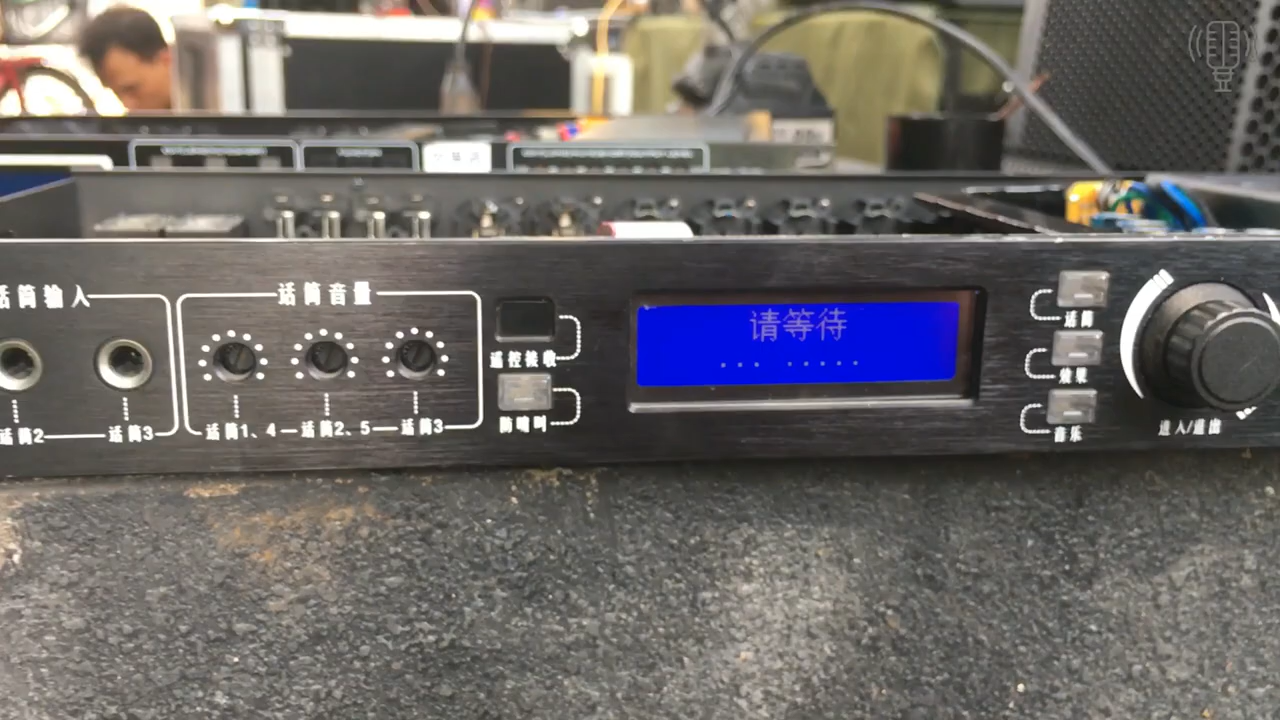 话筒输入
话筒2
话筒3
话筒音量
话筒1、4
话筒2、5
话筒3
遥控接收
防啸叫
请等待
... .....
话筒
效果
音乐
进入/退出